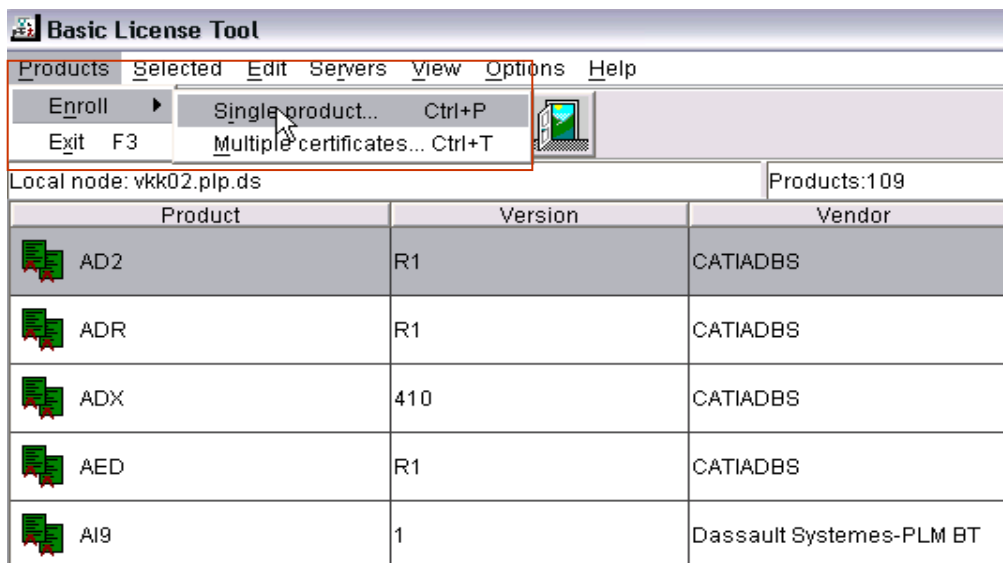 Basic License Tool
Products Selected Edit Servers View Options Help
Enroll Single product... Ctrl+P
Exit F3 Multiple certificates... Ctrl+T
Local node: vkk02.plp.ds Products:109
Product Version Vendor
AD2 R1 CATIADBS
ADR R1 CATIADBS
ADX 410 CATIADBS
AED R1 CATIADBS
AI9 1 Dassault Systemes-PLM BT